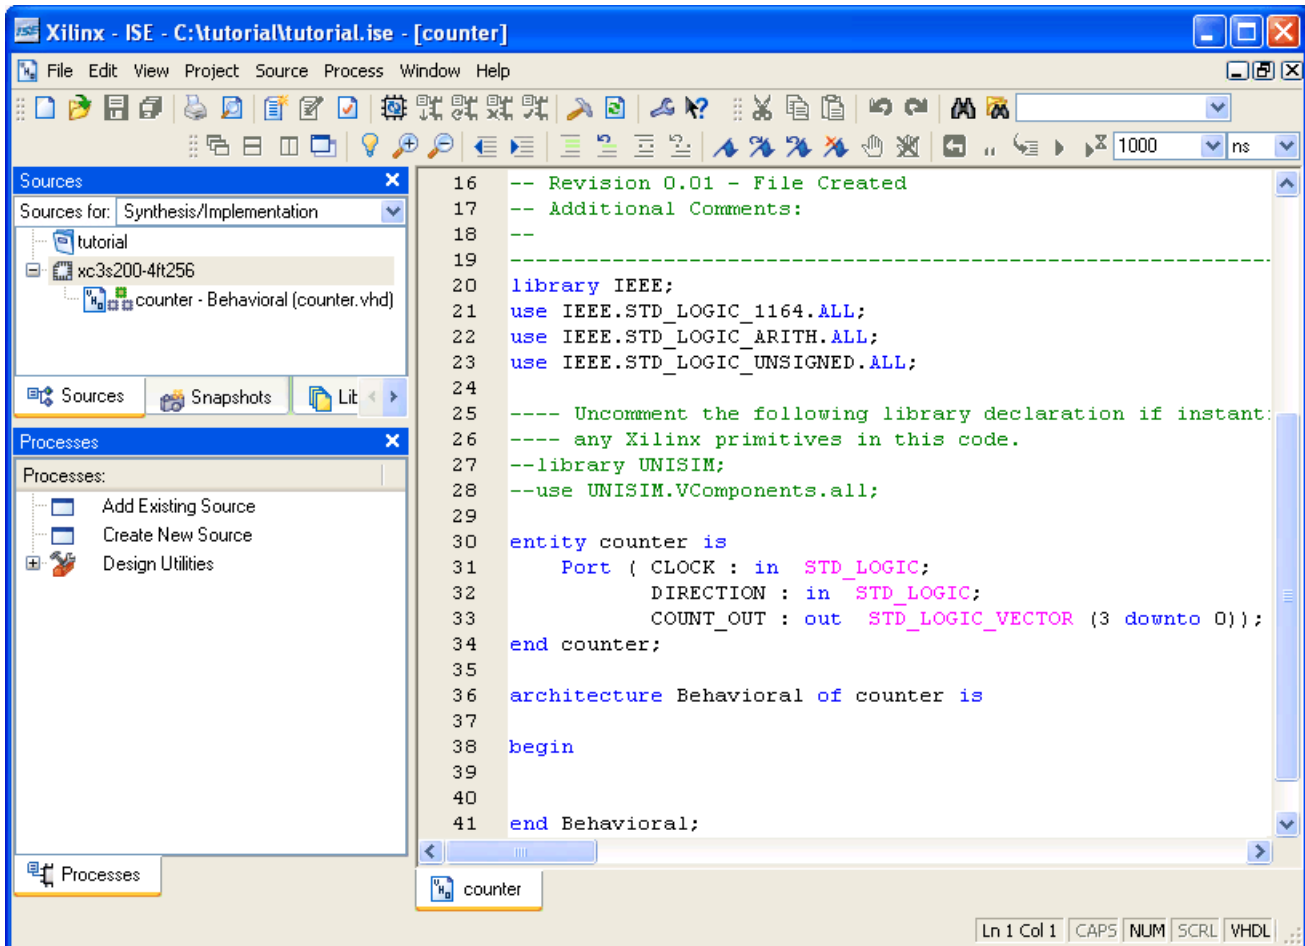 Xilinx - ISE - C:\tutorial\tutorial.ise - [counter]
File Edit View Project Source Process Window Help
1000 ns
Sources
Sources for: Synthesis/Implementation
tutorial
xc3s200-4ft256
counter - Behavioral (counter.vhd)
Sources Snapshots Lit
Processes
Processes:
Add Existing Source
Create New Source
Design Utilities
Processes
16 -- Revision 0.01 - File Created
17 -- Additional Comments:
18 --
19 ------------------------------------------------------------
20 library IEEE;
21 use IEEE.STD_LOGIC_1164.ALL;
22 use IEEE.STD_LOGIC_ARITH.ALL;
23 use IEEE.STD_LOGIC_UNSIGNED.ALL;
24
25 ---- Uncomment the following library declaration if instant
26 ---- any Xilinx primitives in this code.
27 --library UNISIM;
28 --use UNISIM.VComponents.all;
29
30 entity counter is
31     Port ( CLOCK : in  STD_LOGIC;
32            DIRECTION : in  STD_LOGIC;
33            COUNT_OUT : out  STD_LOGIC_VECTOR (3 downto 0));
34 end counter;
35
36 architecture Behavioral of counter is
37
38 begin
39
40
41 end Behavioral;
counter
Ln 1 Col 1 CAPS NUM SCRL VHDL